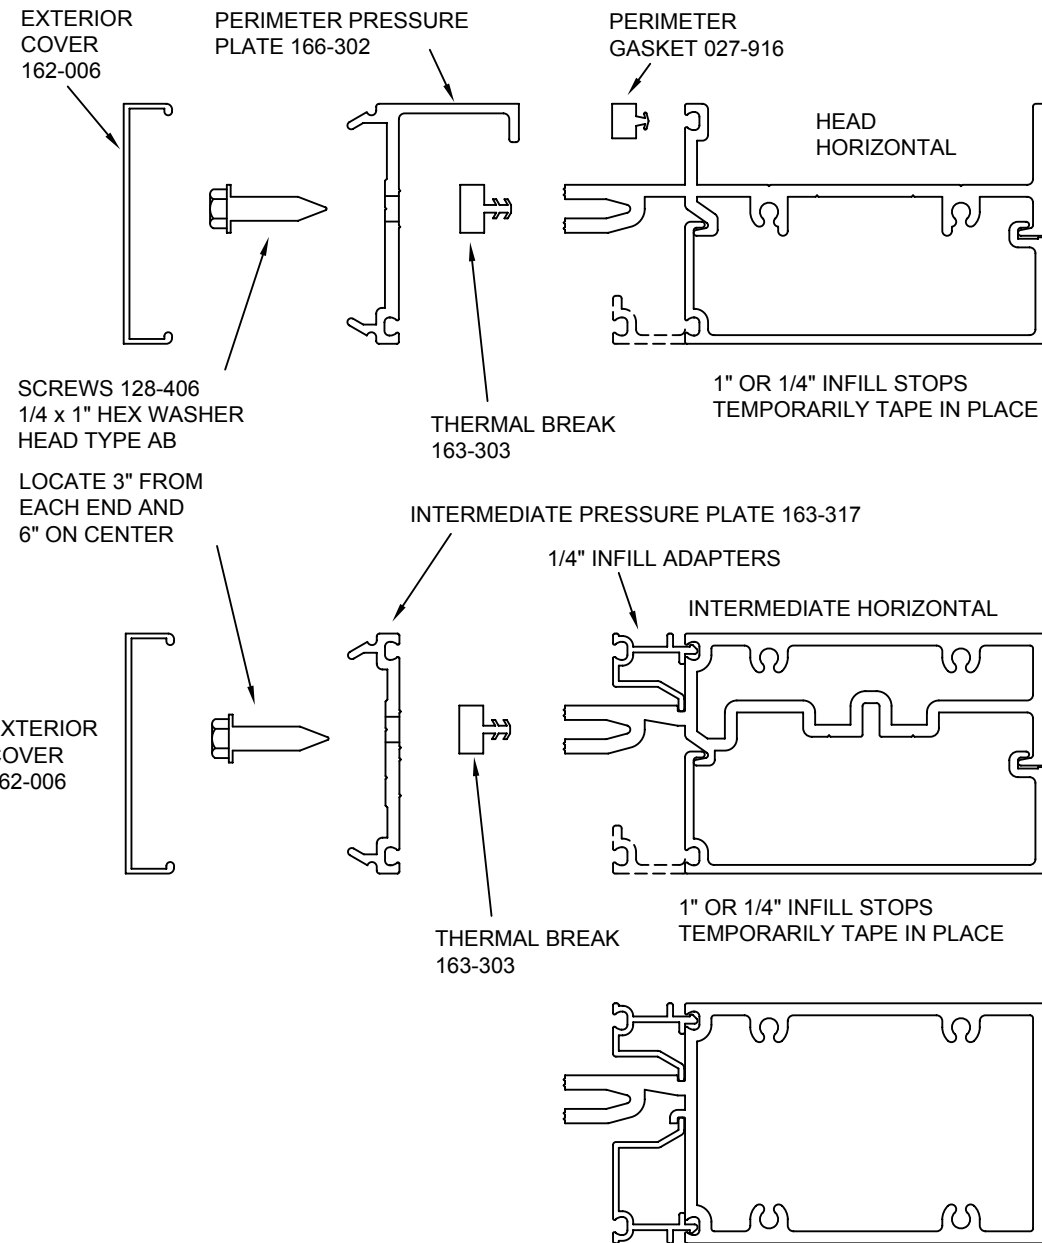 EXTERIOR
COVER
162-006
PERIMETER PRESSURE
PLATE 166-302
PERIMETER
GASKET 027-916
HEAD
HORIZONTAL
SCREWS 128-406
1/4 x 1" HEX WASHER
HEAD TYPE AB
THERMAL BREAK
163-303
1" OR 1/4" INFILL STOPS
TEMPORARILY TAPE IN PLACE
LOCATE 3" FROM
EACH END AND
6" ON CENTER
INTERMEDIATE PRESSURE PLATE 163-317
1/4" INFILL ADAPTERS
INTERMEDIATE HORIZONTAL
XTERIOR
COVER
62-006
THERMAL BREAK
163-303
1" OR 1/4" INFILL STOPS
TEMPORARILY TAPE IN PLACE